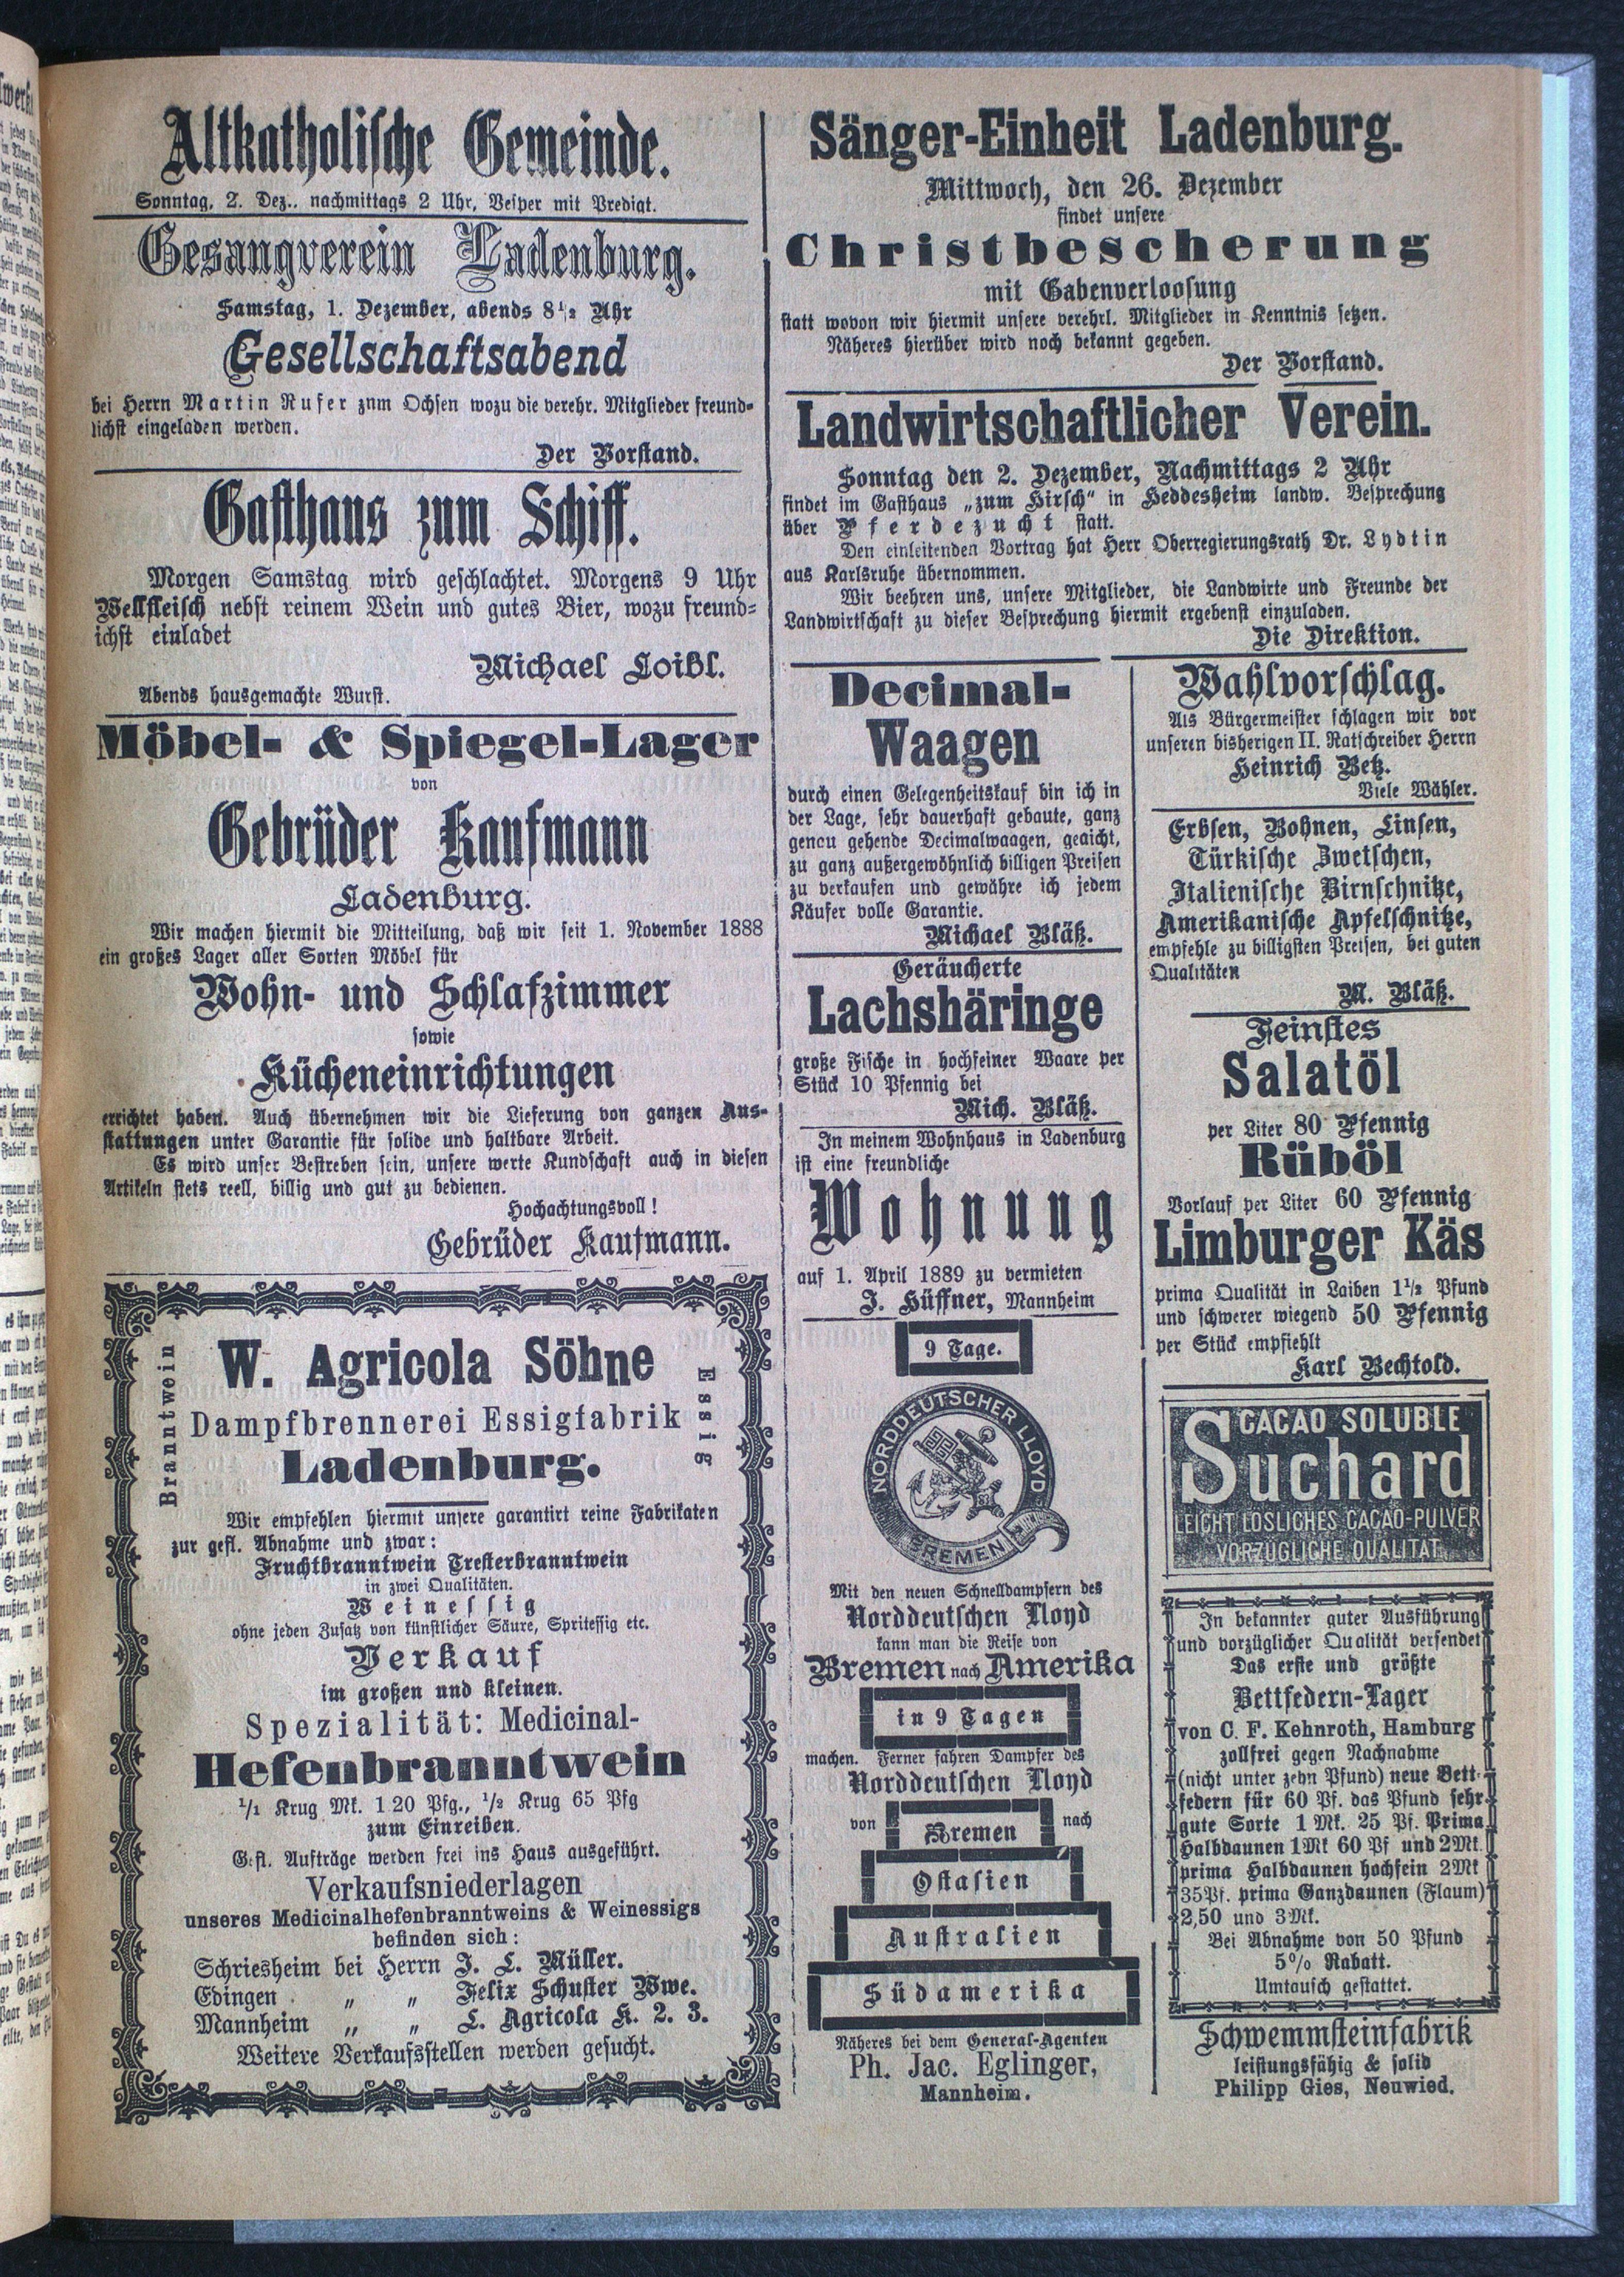 Altkatholische Gemeinde.
Sonntag, 2. Dez., nachmittags 2 Uhr, Vesper mit Predigt.
Gesangverein Ladenburg.
Samstag, 1. Dezember, abends 8½ Uhr
Gesellschaftsabend
bei Herrn Martin Rufer znm Ochsen wozu die verehr. Mitglieder freund-
lichst eingeladen werden.
Der Vorstand.
Gasthaus zum Schiff.
Morgen Samstag wird geschlachtet. Morgens 9 Uhr
Wellfleisch nebst reinem Wein und gutes Bier, wozu freund-
ichst einladet
Michael Loibl.
Abends hausgemachte Wurst.
Möbel- & Spiegel-Lager
von
Gebrüder Kaufmann
Ladenburg.
Wir machen hiermit die Mitteilung, daß wir seit 1. November 1888
ein großes Lager aller Sorten Möbel für
Wohn- und Schlafzimmer
sowie
Kücheneinrichtungen
errichtet haben. Auch übernehmen wir die Lieferung von ganzen Aus-
stattungen unter Garantie für solide und haltbare Arbeit.
Es wird unser Bestreben sein, unsere werte Kundschaft auch in diesen
Artikeln stets reell, billig und gut zu bedienen.
Hochachtungsvoll!
Gebrüder Kaufmann.
Branntwein
W. Agricola Söhne
Essig
Dampfbrennerei Essigfabrik
Ladenburg.
Wir empfehlen hiermit unsere garantirt reine Fabrikaten
zur gefl. Abnahme und zwar:
Fruchtbranntwein Tresterbranntwein
in zwei Qualitäten.
Weinessig
ohne jeden Zusatz von künstlicher Säure, Spritessig etc.
Verkauf
im großen und kleinen.
Spezialität: Medicinal-
Hefenbranntwein
1/1 Krug Mk. 1.20 Pfg., 1/2 Krug 65 Pfg
zum Einreiben.
Gefl. Aufträge werden frei ins Haus ausgeführt.
Verkaufsniederlagen
unseres Medicinalhefenbranntweins & Weinessigs
befinden sich:
Schriesheim bei Herrn J. L. Müller.
Edingen „ „ Felix Schuster Wwe.
Mannheim „ „ L. Agricola K. 2. 3.
Weitere Verkaufsstellen werden gesucht.
Sänger-Einheit Ladenburg.
Mittwoch, den 26. Dezember
findet unsere
Christbescherung
mit Gabenverloosung
statt wovon wir hiermit unsere verehrl. Mitglieder in Kenntnis setzen.
Näheres hierüber wird noch bekannt gegeben.
Der Vorstand.
Landwirtschaftlicher Verein.
Sonntag den 2. Dezember, Nachmittags 2 Uhr
findet im Gasthaus „zum Hirsch“ in Heddesheim landw. Besprechung
über Pferdezucht statt.
Den einleitenden Vortrag hat Herr Oberregierungsrath Dr. Lydtin
aus Karlsruhe übernommen.
Wir beehren uns, unsere Mitglieder, die Landwirte und Freunde der
Landwirtschaft zu dieser Besprechung hiermit ergebenst einzuladen.
Die Direktion.
Decimal-
Waagen
durch einen Gelegenheitskauf bin ich in
der Lage, sehr dauerhaft gebaute, ganz
genau gehende Decimalwaagen, geaicht,
zu ganz außergewöhnlich billigen Preisen
zu verkaufen und gewähre ich jedem
Käufer volle Garantie.
Michael Bläß.
Geräucherte
Lachshäringe
große Fische in hochfeiner Waare per
Stück 10 Pfennig bei
Mich. Bläß.
In meinem Wohnhaus in Ladenburg
ist eine freundliche
Wohnung
auf 1. April 1889 zu vermieten
J. Hüffner, Mannheim
9 Tage.
NORDDEUTSCHER LLOYD
BREMEN
Mit den neuen Schnelldampfern des
Norddeutschen Lloyd
kann man die Reise von
Bremen nach Amerika
in 9 Tagen
machen. Ferner fahren Dampfer des
Norddeutschen Lloyd
von Bremen nach
Ostasien
Australien
Südamerika
Näheres bei dem General-Agenten
Ph. Jac. Eglinger,
Mannheim.
Wahlvorschlag.
Als Bürgermeister schlagen wir vor
unseren bisherigen II. Ratschreiber Herrn
Heinrich Betz.
Viele Wähler.
Erbsen, Bohnen, Linsen,
Türkische Zwetschen,
Italienische Birnschnitze,
Amerikanische Apfelschnitze,
empfehle zu billigsten Preisen, bei guten
Qualitäten
M. Bläß.
Feinstes
Salatöl
per Liter 80 Pfennig
Rüböl
Vorlauf per Liter 60 Pfennig
Limburger Käs
prima Qualität in Laiben 1½ Pfund
und schwerer wiegend 50 Pfennig
per Stück empfiehlt
Karl Bechtold.
CACAO SOLUBLE
Suchard
LEICHT LÖSLICHES CACAO-PULVER
VORZÜGLICHE QUALITÄT
In bekannter guter Ausführung
und vorzüglicher Qualität versendet
Das erste und größte
Bettfedern-Lager
von C. F. Kehnroth, Hamburg
zollfrei gegen Nachnahme
(nicht unter zehn Pfund) neue Bett-
federn für 60 Pf. das Pfund sehr
gute Sorte 1 Mk. 25 Pf. Prima
Halbdaunen 1Mk 60 Pf und 2Mk.
prima Halbdaunen hochfein 2Mk
35Pf. prima Ganzdaunen (Flaum)
2,50 und 3Mk.
Bei Abnahme von 50 Pfund
5% Rabatt.
Umtausch gestattet.
Schwemmsteinfabrik
leistungsfähig & solid
Philipp Gies, Neuwied.